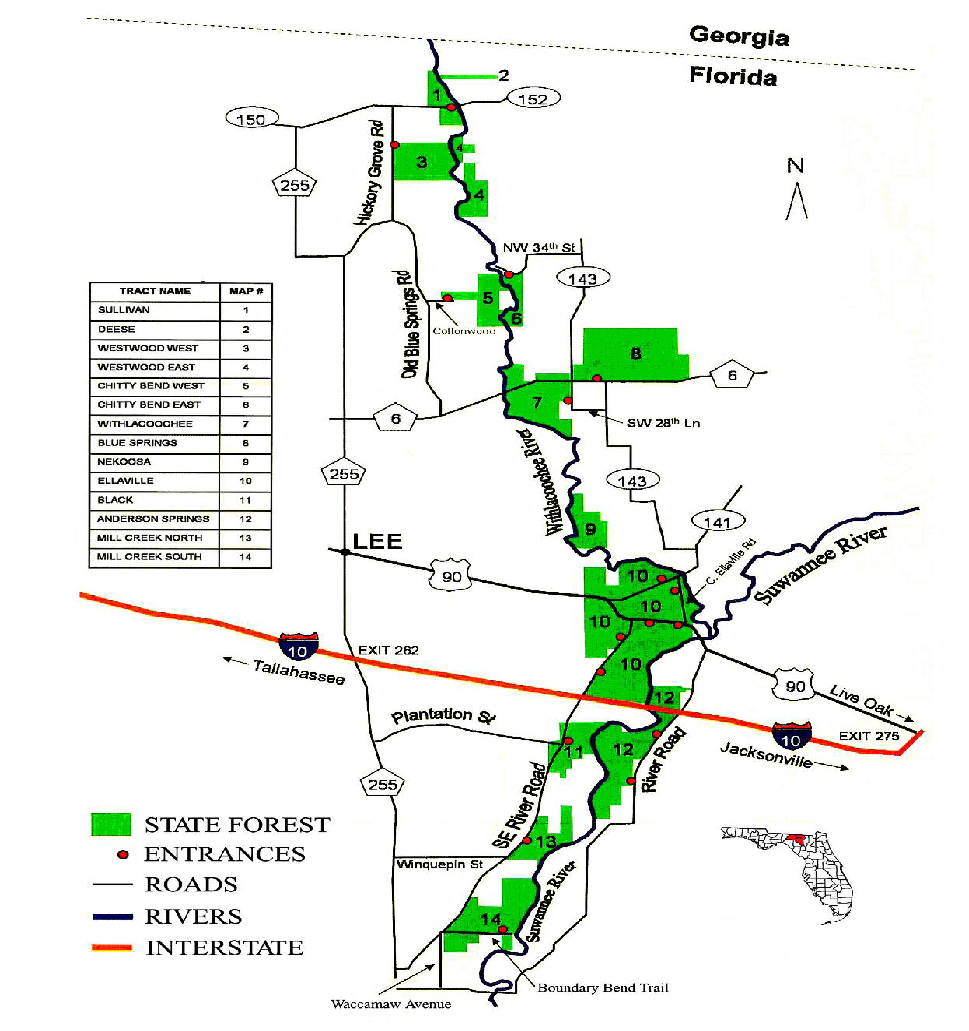 Georgia
Florida
2
1
152
150
Hickory Grove Rd
4
3
255
4
N
NW 34th St
143
Old Blue Springs Rd
5
6
Cottonwood
TRACT NAME MAP #
SULLIVAN 1
DEESE 2
WESTWOOD WEST 3
WESTWOOD EAST 4
CHITTY BEND WEST 5
CHITTY BEND EAST 6
WITHLACOOCHEE 7
BLUE SPRINGS 8
NEKOOSA 9
ELLAVILLE 10
BLACK 11
ANDERSON SPRINGS 12
MILL CREEK NORTH 13
MILL CREEK SOUTH 14
8
6
7
6
SW 28th Ln
Withlacoochee River
255
143
141
9
LEE
90
C. Ellaville Rd
Suwannee River
10
10
10
10
10
EXIT 262
Tallahassee
90
Live Oak
12
Plantation St
11
12
River Road
10
EXIT 275
Jacksonville
255
SE River Road
STATE FOREST
ENTRANCES
ROADS
RIVERS
INTERSTATE
13
Winquepin St
Suwannee River
14
Boundary Bend Trail
Waccamaw Avenue